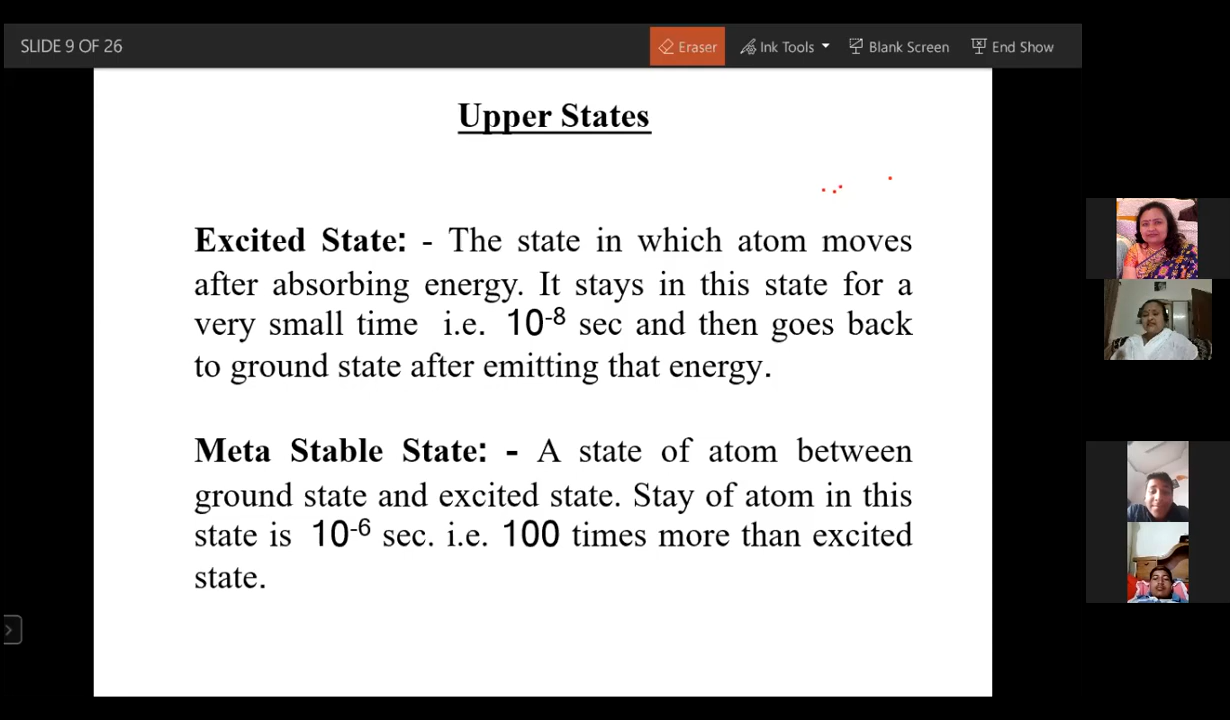 SLIDE 9 OF 26
Eraser
Ink Tools
Blank Screen
End Show
Upper States
Excited State: - The state in which atom moves
after absorbing energy. It stays in this state for a
very small time i.e. 10⁻⁸ sec and then goes back
to ground state after emitting that energy.
Meta Stable State: - A state of atom between
ground state and excited state. Stay of atom in this
state is 10⁻⁶ sec. i.e. 100 times more than excited
state.